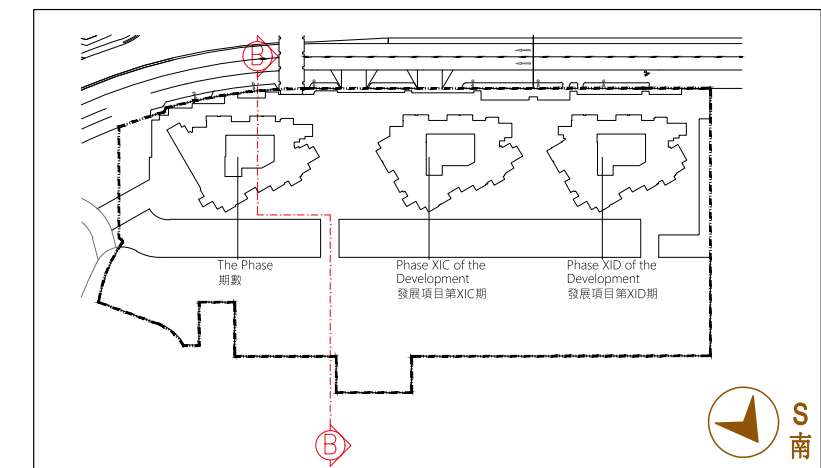 B
The Phase
期數
Phase XIC of the
Development
發展項目第XIC期
Phase XID of the
Development
發展項目第XID期
B
S
南